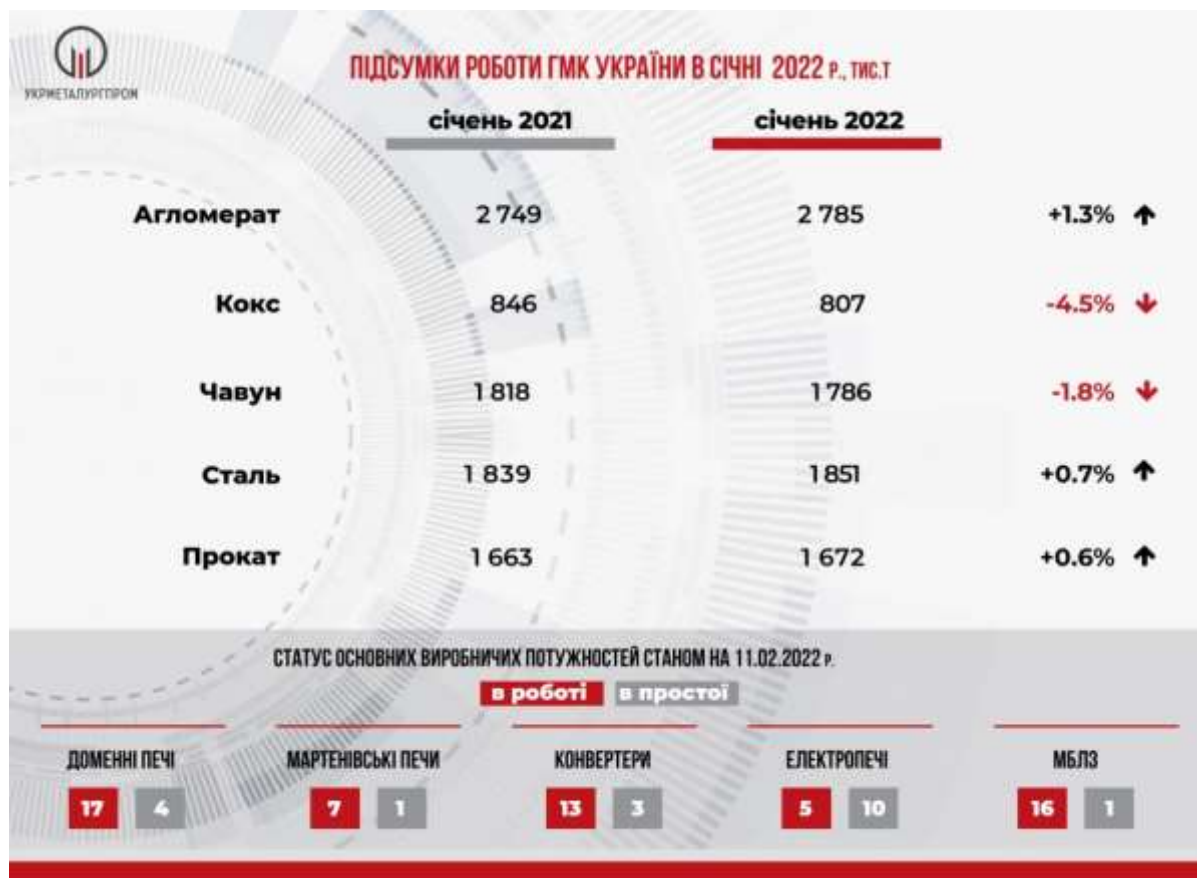 УКРМЕТАЛУРГПРОМ
ПІДСУМКИ РОБОТИ ГМК УКРАЇНИ В СІЧНІ 2022 Р., ТИС.Т
січень 2021 січень 2022
Агломерат 2 749 2 785 +1.3%
Кокс 846 807 -4.5%
Чавун 1 818 1 786 -1.8%
Сталь 1 839 1 851 +0.7%
Прокат 1 663 1 672 +0.6%
СТАТУС ОСНОВНИХ ВИРОБНИЧИХ ПОТУЖНОСТЕЙ СТАНОМ НА 11.02.2022 Р.
в роботі в простої
ДОМЕННІ ПЕЧІ МАРТЕНІВСЬКІ ПЕЧИ КОНВЕРТЕРИ ЕЛЕКТРОПЕЧІ МБЛЗ
17 4 7 1 13 3 5 10 16 1